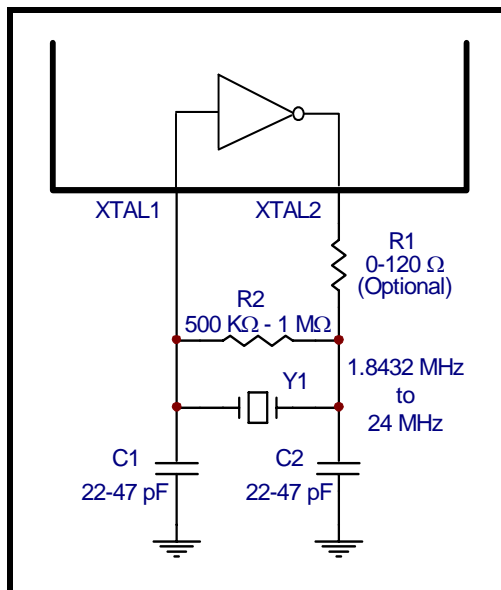 XTAL1
XTAL2
R1
0-120 Ω
(Optional)
R2
500 KΩ - 1 MΩ
Y1
1.8432 MHz
to
24 MHz
C1
22-47 pF
C2
22-47 pF